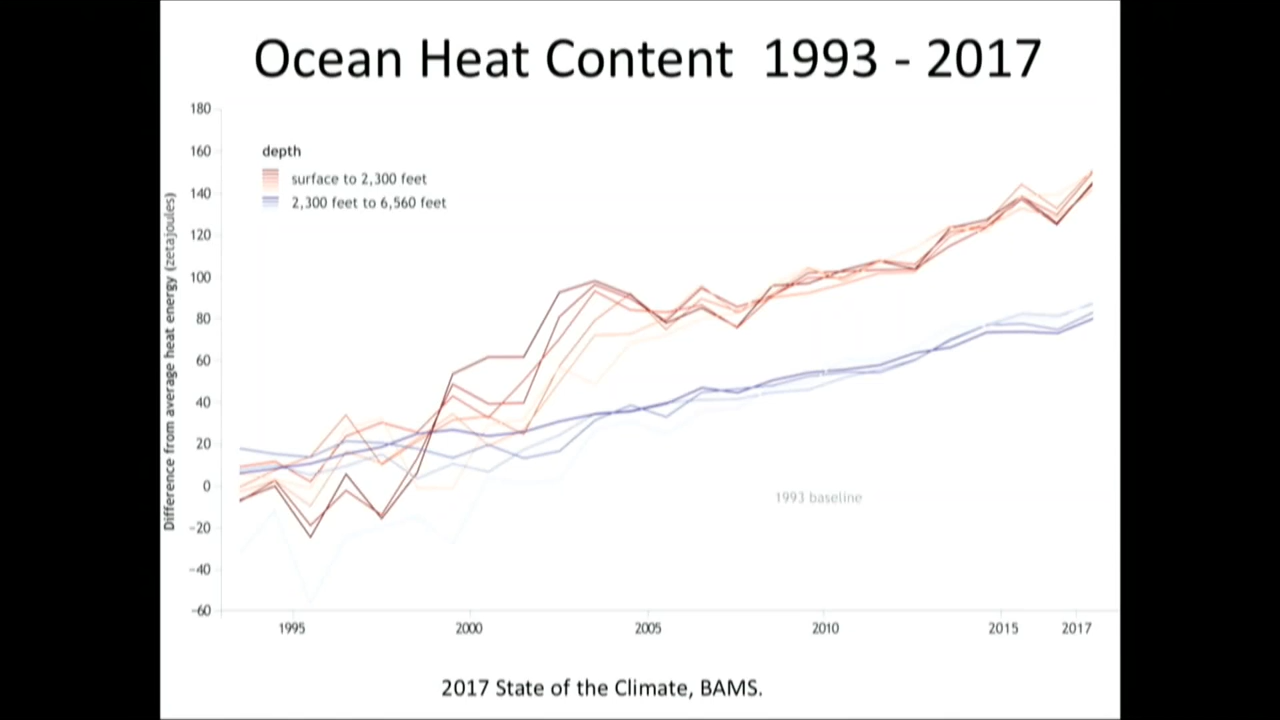 Ocean Heat Content 1993 - 2017
180
160
140
120
100
80
60
40
20
0
-20
-40
-60
Difference from average heat energy (zetajoules)
depth
surface to 2,300 feet
2,300 feet to 6,560 feet
1993 baseline
1995
2000
2005
2010
2015
2017
2017 State of the Climate, BAMS.